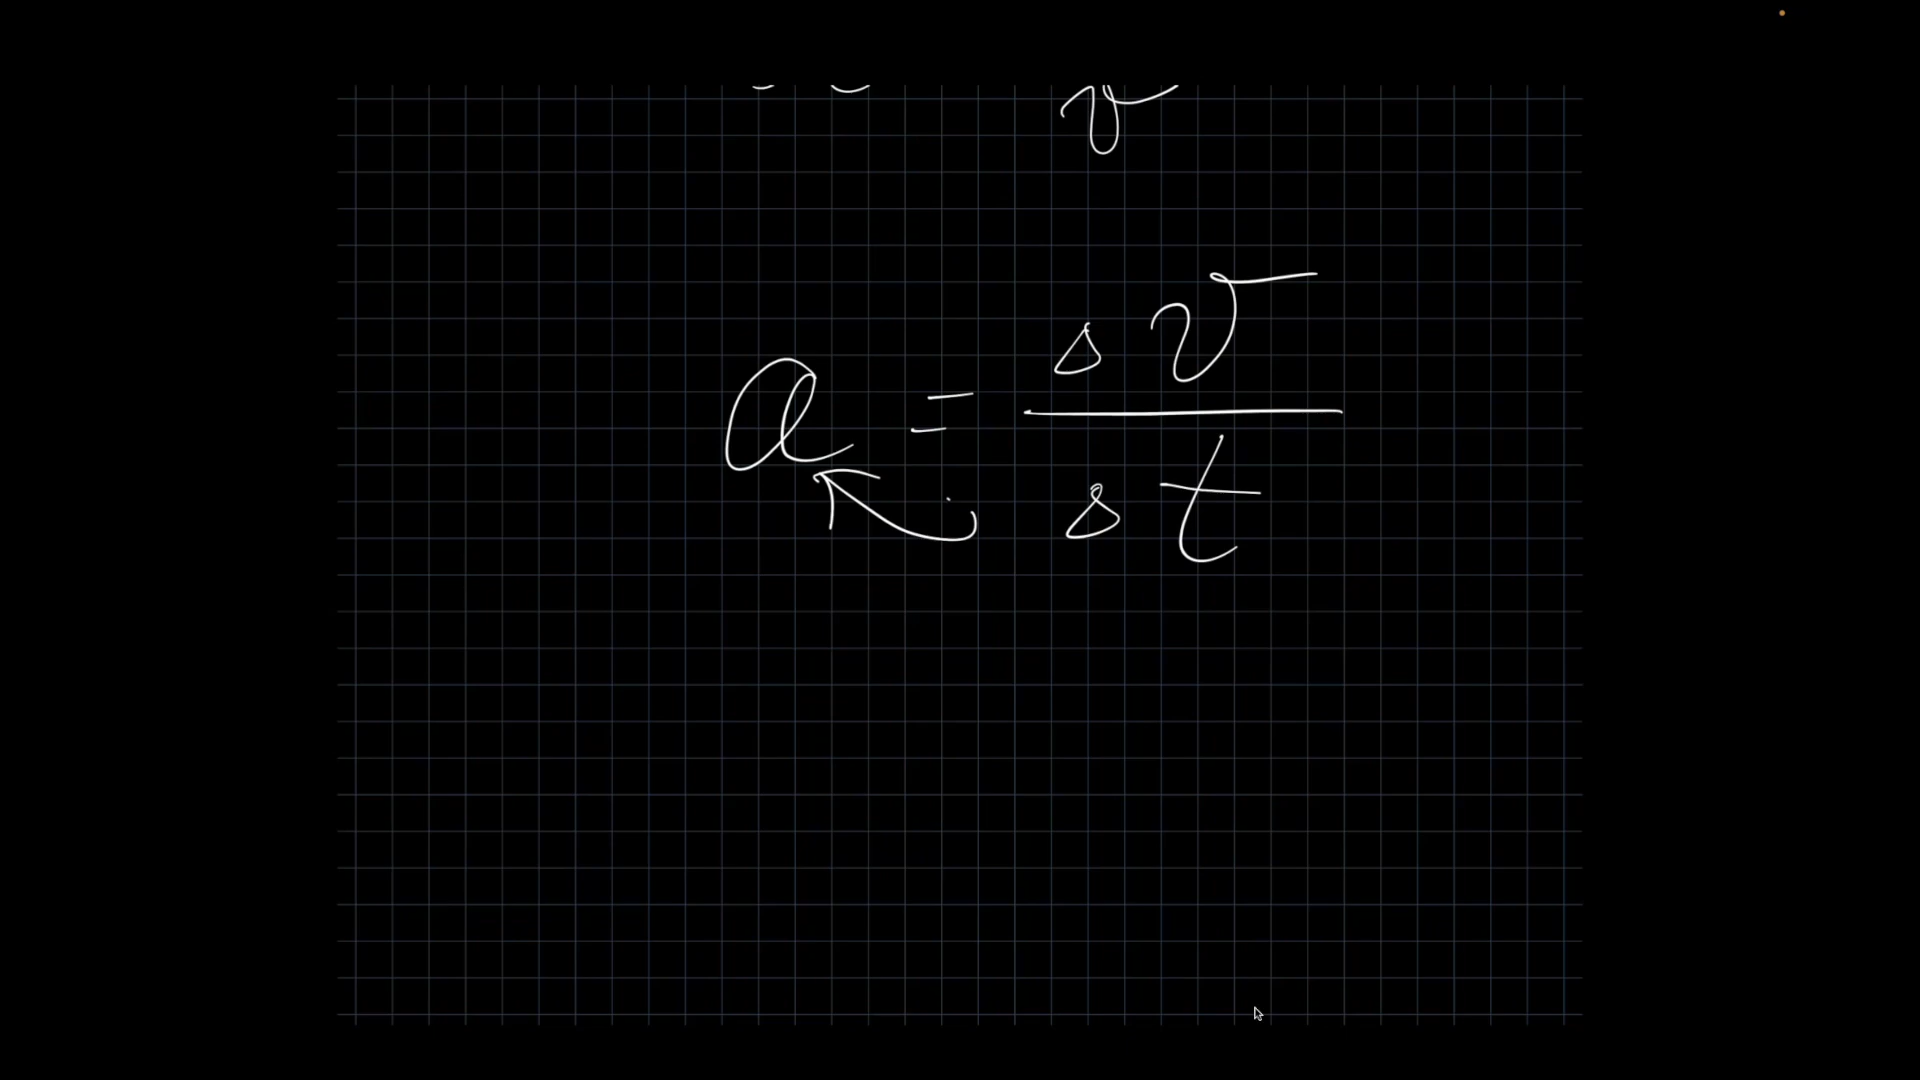 a = Δv / Δt